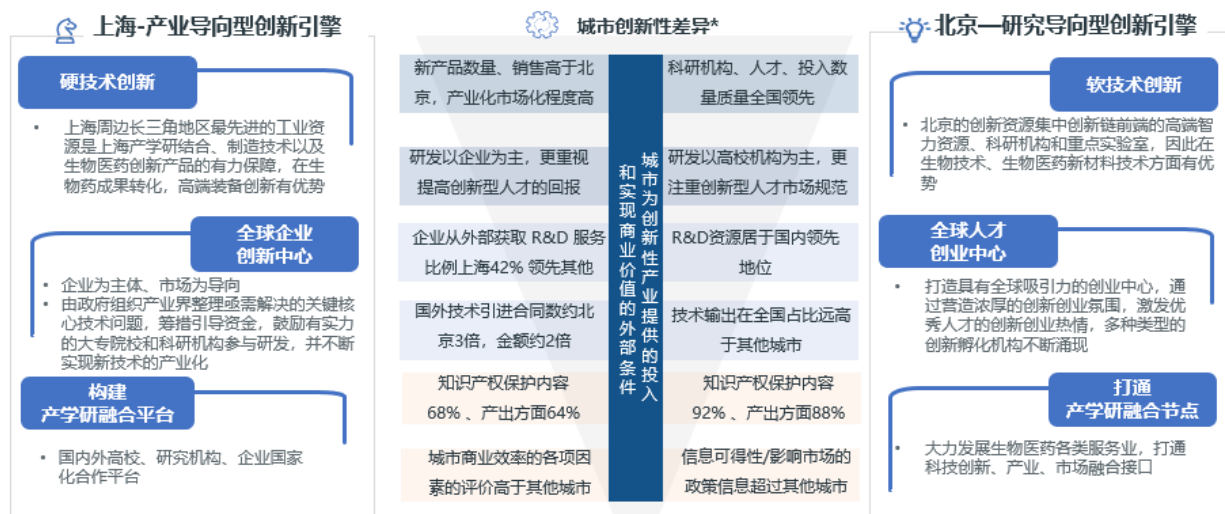 上海-产业导向型创新引擎
硬技术创新
• 上海周边长三角地区最先进的工业资
源是上海产学研结合、制造技术以及
生物医药创新产品的有力保障，在生
物药成果转化，高端装备创新有优势
全球企业
创新中心
• 企业为主体、市场为导向
• 由政府组织产业界整理亟需解决的关键核
心技术问题，筹措引导资金，鼓励有实力
的大专院校和科研机构参与研发，并不断
实现新技术的产业化
构建
产学研融合平台
• 国内外高校、研究机构、企业国家
化合作平台
城市创新性差异*
新产品数量、销售高于北
京，产业化市场化程度高
研发以企业为主，更重视
提高创新型人才的回报
企业从外部获取 R&D 服务
比例上海42% 领先其他
国外技术引进合同数约北
京3倍，金额约2倍
知识产权保护内容
68% 、产出方面64%
城市商业效率的各项因
素的评价高于其他城市
城市为创新性产业提供的投入
和实现商业价值的外部条件
科研机构、人才、投入数
量质量全国领先
研发以高校机构为主，更
注重创新型人才市场规范
R&D资源居于国内领先
地位
技术输出在全国占比远高
于其他城市
知识产权保护内容
92% 、产出方面88%
信息可得性/影响市场的
政策信息超过其他城市
北京—研究导向型创新引擎
软技术创新
• 北京的创新资源集中创新链前端的高端智
力资源、科研机构和重点实验室，因此在
生物技术、生物医药新材料技术方面有优
势
全球人才
创业中心
• 打造具有全球吸引力的创业中心，通
过营造浓厚的创新创业氛围，激发优
秀人才的创新创业热情，多种类型的
创新孵化机构不断涌现
打通
产学研融合节点
• 大力发展生物医药各类服务业，打通
科技创新、产业、市场融合接口